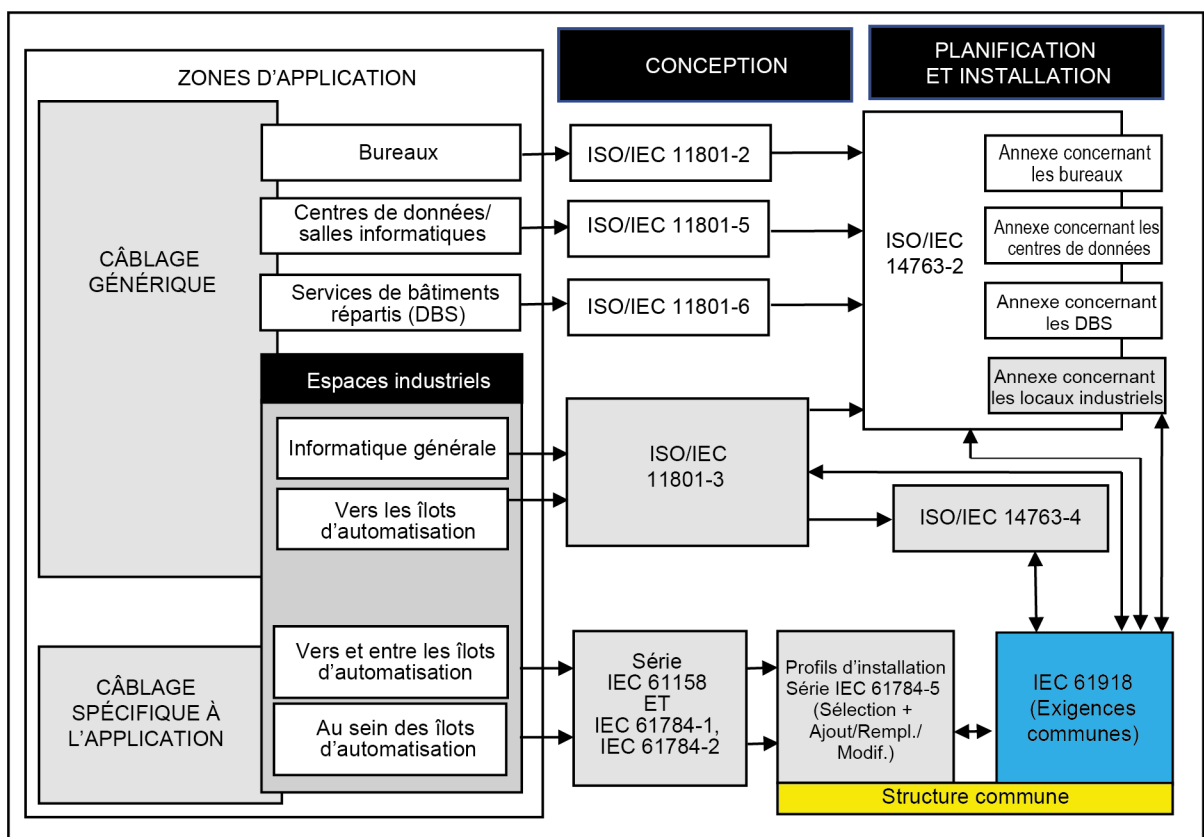 ZONES D’APPLICATION
CONCEPTION
PLANIFICATION
ET INSTALLATION
CÂBLAGE
GÉNÉRIQUE
Bureaux
ISO/IEC 11801-2
Centres de données/
salles informatiques
ISO/IEC 11801-5
Services de bâtiments
répartis (DBS)
ISO/IEC 11801-6
ISO/IEC
14763-2
Annexe concernant
les bureaux
Annexe concernant les
centres de données
Annexe concernant
les DBS
Annexe concernant
les locaux industriels
Espaces industriels
Informatique générale
Vers les îlots
d’automatisation
ISO/IEC
11801-3
ISO/IEC 14763-4
CÂBLAGE
SPÉCIFIQUE À
L’APPLICATION
Vers et entre les îlots
d’automatisation
Au sein des îlots
d’automatisation
Série
IEC 61158
ET
IEC 61784-1,
IEC 61784-2
Profils d’installation
Série IEC 61784-5
(Sélection +
Ajout/Rempl./
Modif.)
IEC 61918
(Exigences
communes)
Structure commune